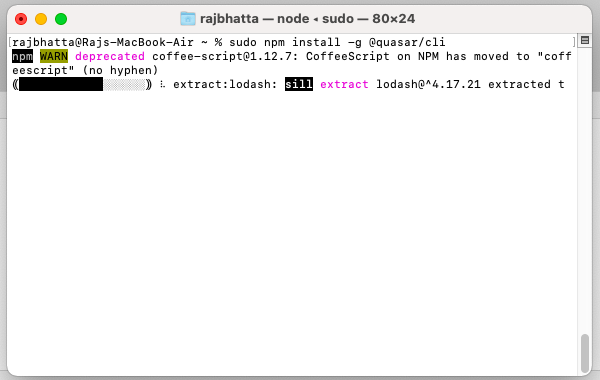 rajbhatta — node ◂ sudo — 80×24
[rajbhatta@Rajs-MacBook-Air ~ % sudo npm install -g @quasar/cli ]
npm WARN deprecated coffee-script@1.12.7: CoffeeScript on NPM has moved to "coff
eescript" (no hyphen)
⸨████████████░░░░░░⸩ ⠧ extract:lodash: sill extract lodash@^4.17.21 extracted t